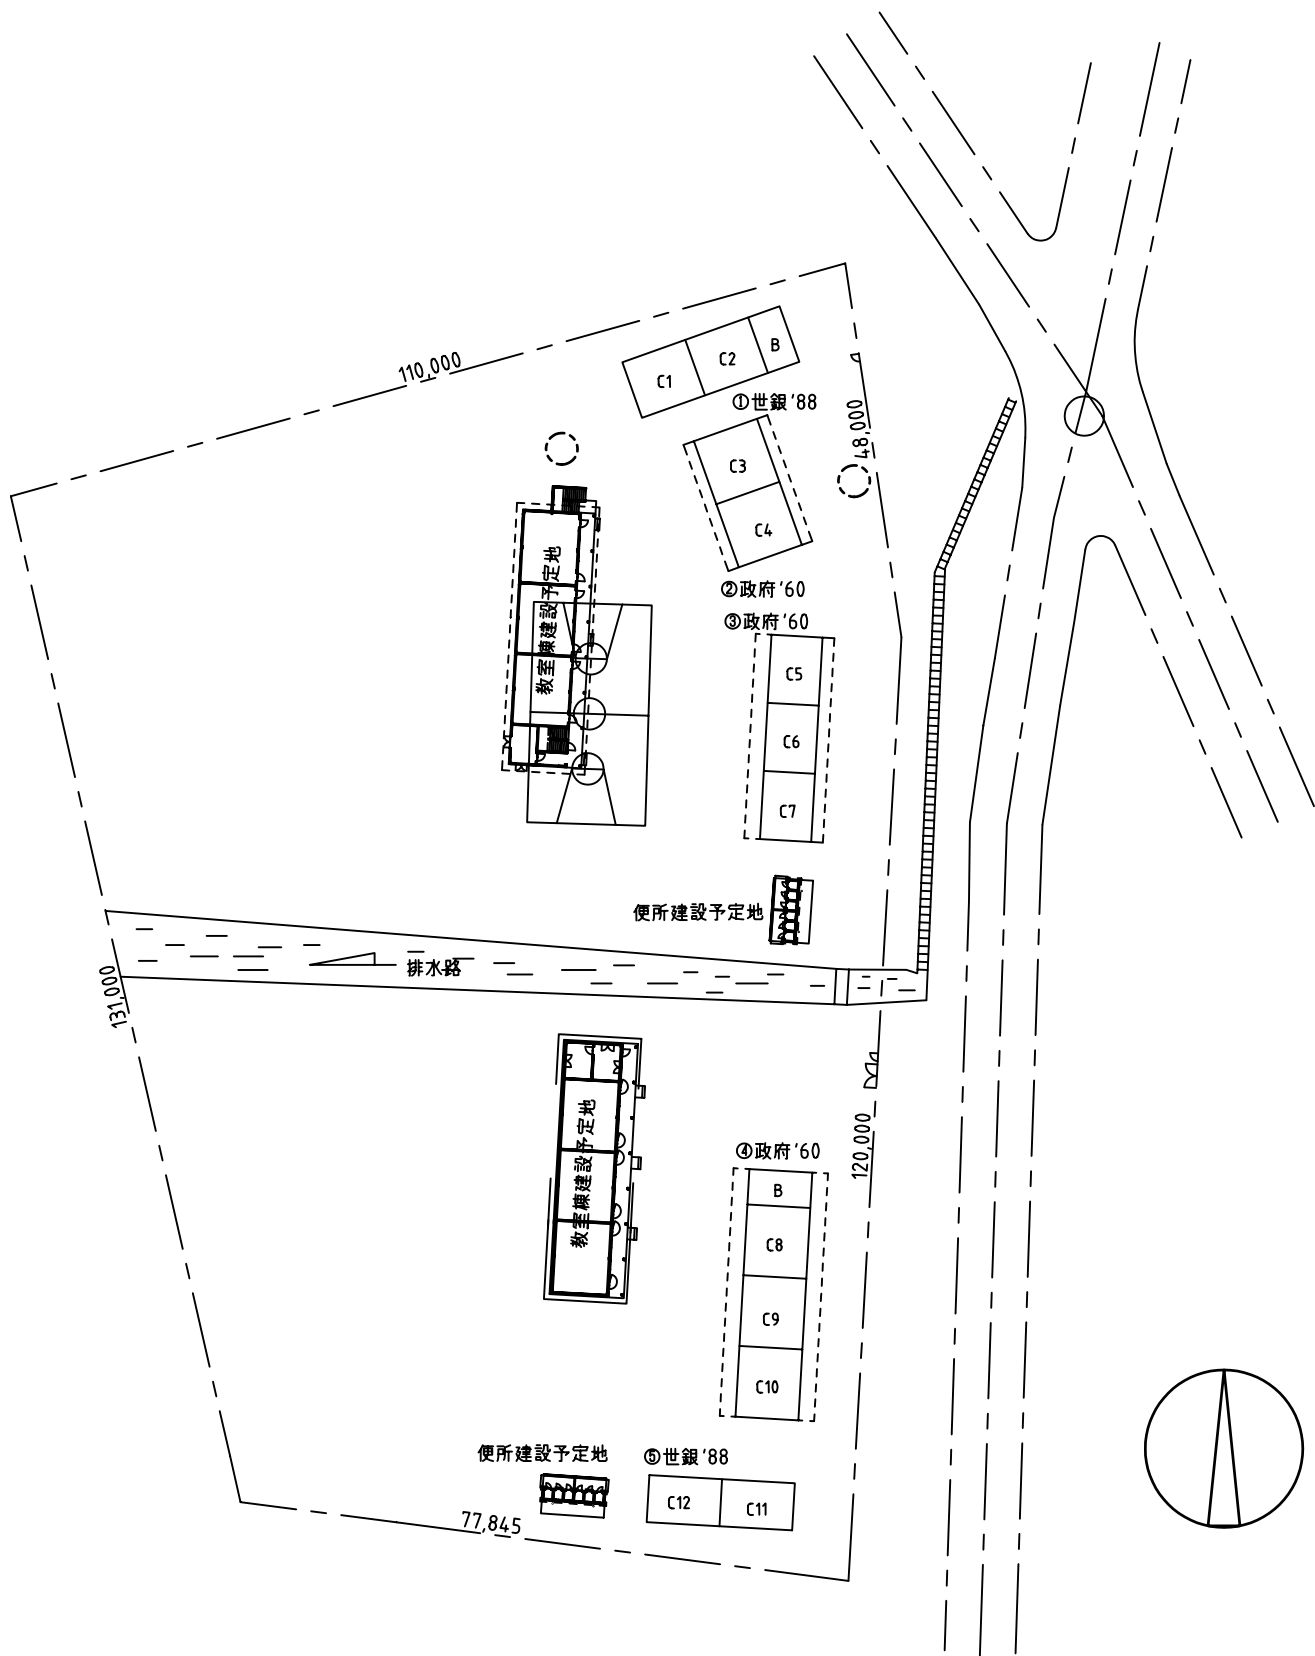 110,000
C1
C2
B
①世銀'88
48,000
C3
C4
②政府'60
③政府'60
教室棟建設予定地
C5
C6
C7
便所建設予定地
排水路
131,000
教室棟建設予定地
④政府'60
120,000
B
C8
C9
C10
便所建設予定地
⑤世銀'88
C12
C11
77,845